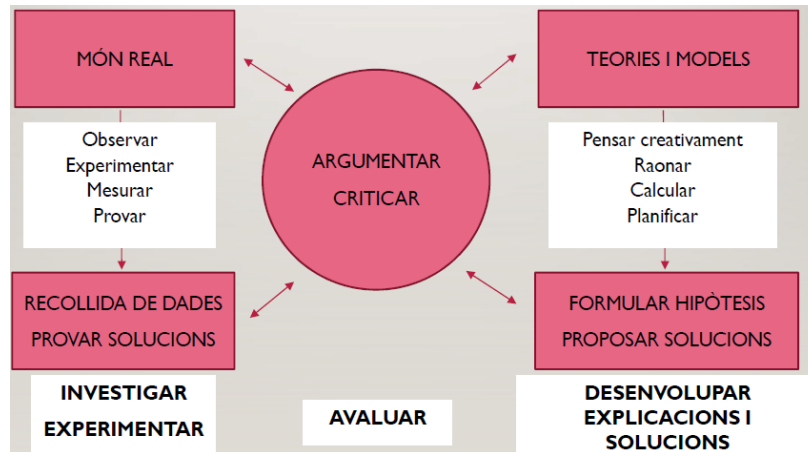 MÓN REAL
Observar
Experimentar
Mesurar
Provar
RECOLLIDA DE DADES
PROVAR SOLUCIONS
INVESTIGAR
EXPERIMENTAR
ARGUMENTAR
CRITICAR
AVALUAR
TEORIES I MODELS
Pensar creativament
Raonar
Calcular
Planificar
FORMULAR HIPÒTESIS
PROPOSAR SOLUCIONS
DESENVOLUPAR
EXPLICACIONS I
SOLUCIONS